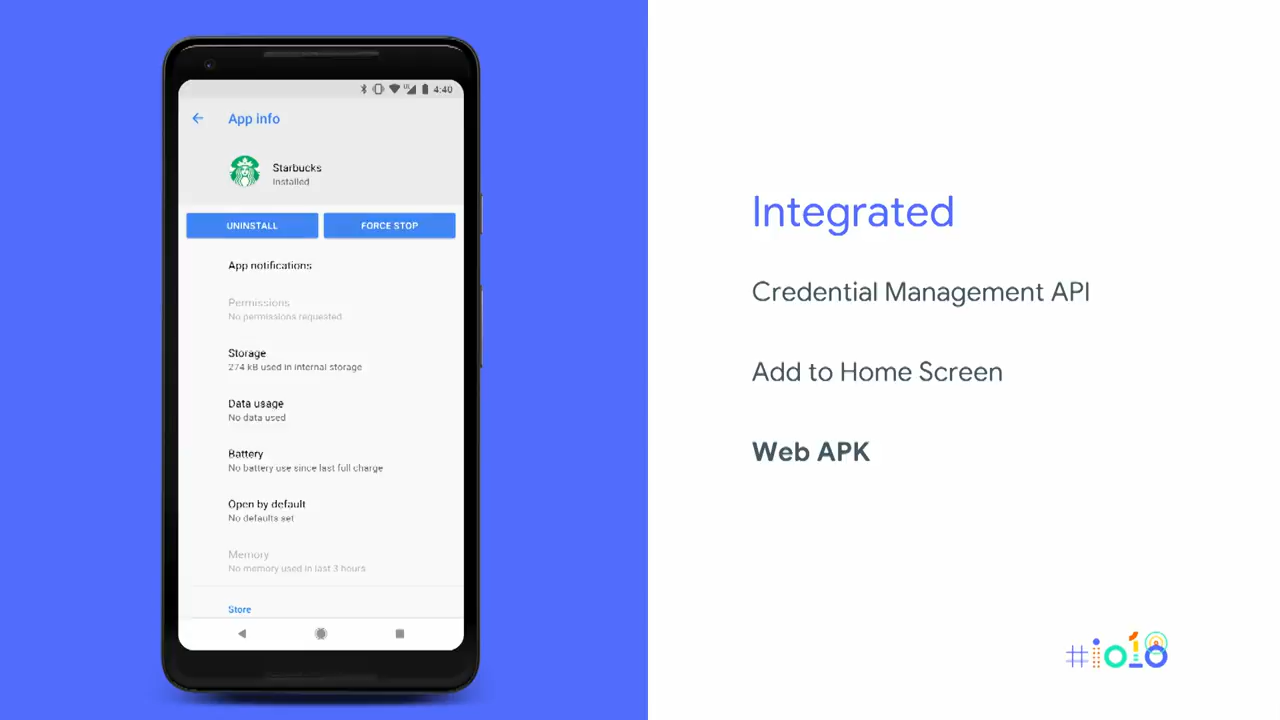 4:40
App info
Starbucks
Installed
UNINSTALL
FORCE STOP
App notifications
Permissions
No permissions requested
Storage
274 kB used in internal storage
Data usage
No data used
Battery
No battery use since last full charge
Open by default
No defaults set
Memory
No memory used in last 3 hours
Store
Integrated
Credential Management API
Add to Home Screen
Web APK
#io18